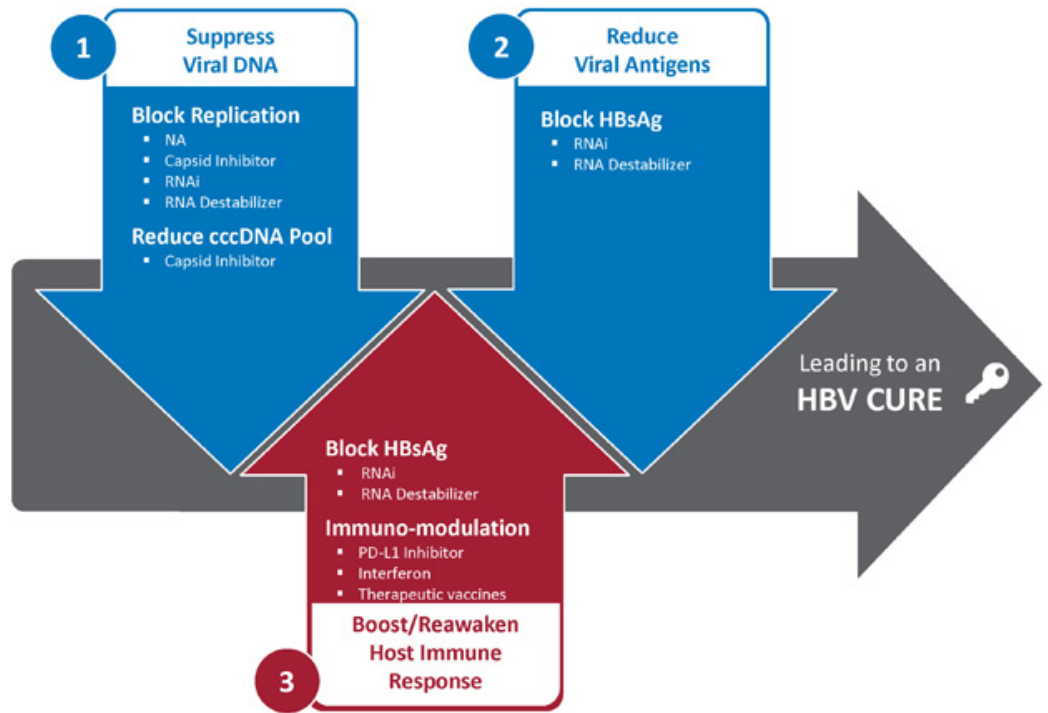 1
Suppress
Viral DNA
Block Replication
▪ NA
▪ Capsid Inhibitor
▪ RNAi
▪ RNA Destabilizer
Reduce cccDNA Pool
▪ Capsid Inhibitor
2
Reduce
Viral Antigens
Block HBsAg
▪ RNAi
▪ RNA Destabilizer
Leading to an
HBV CURE
Block HBsAg
▪ RNAi
▪ RNA Destabilizer
Immuno-modulation
▪ PD-L1 Inhibitor
▪ Interferon
▪ Therapeutic vaccines
Boost/Reawaken
Host Immune
Response
3